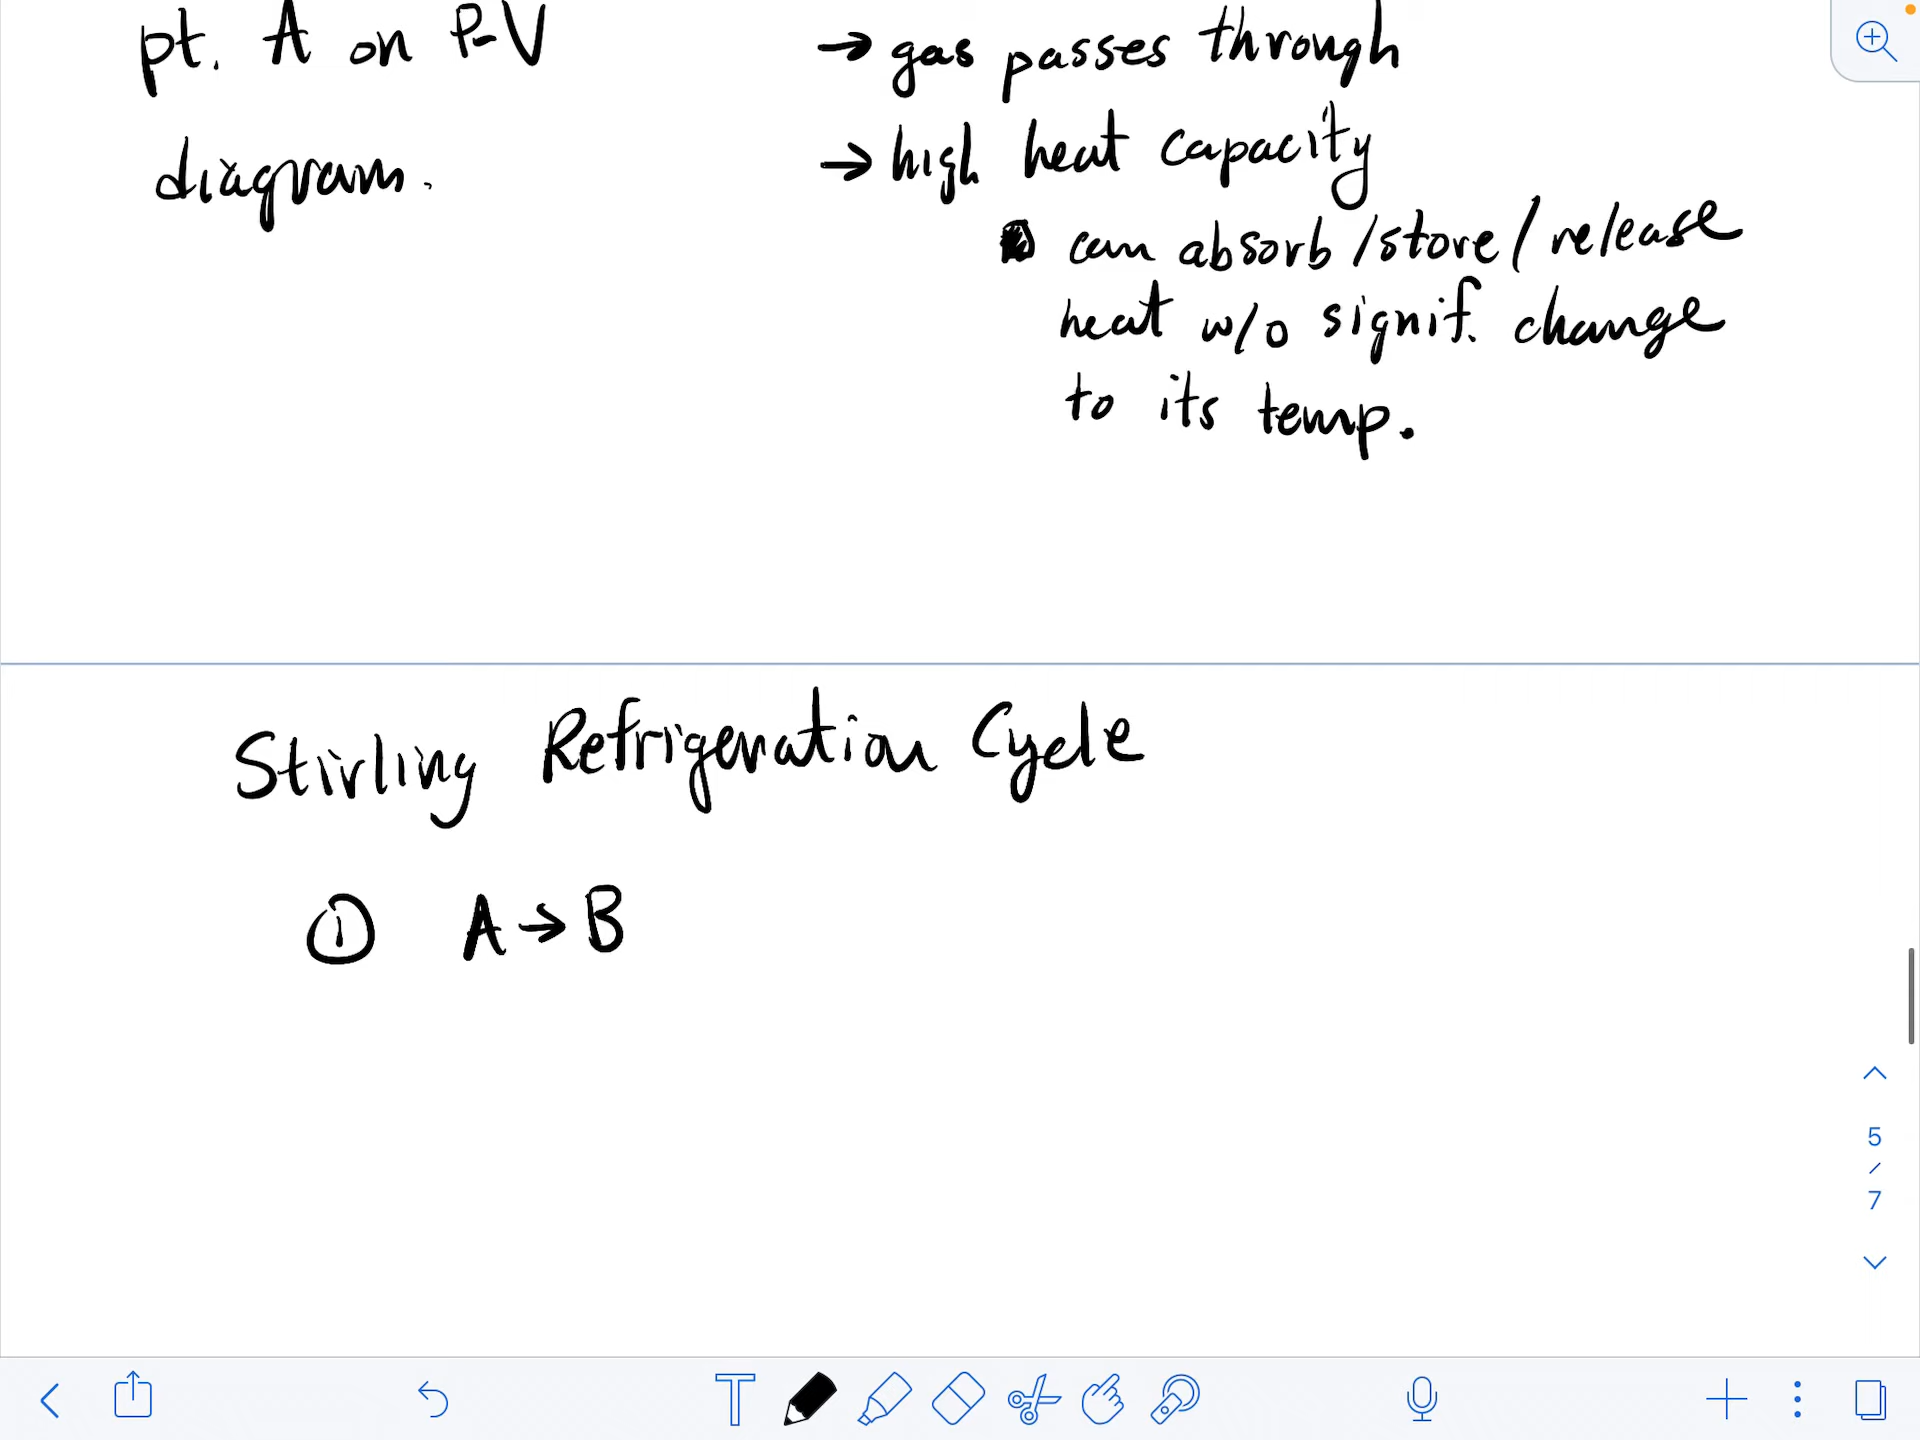 pt. A on P-V
diagram.
→ gas passes through
→ high heat capacity
can absorb/store/release
heat w/o signif. change
to its temp.
Stirling Refrigeration Cycle
① A → B
5
/
7
T